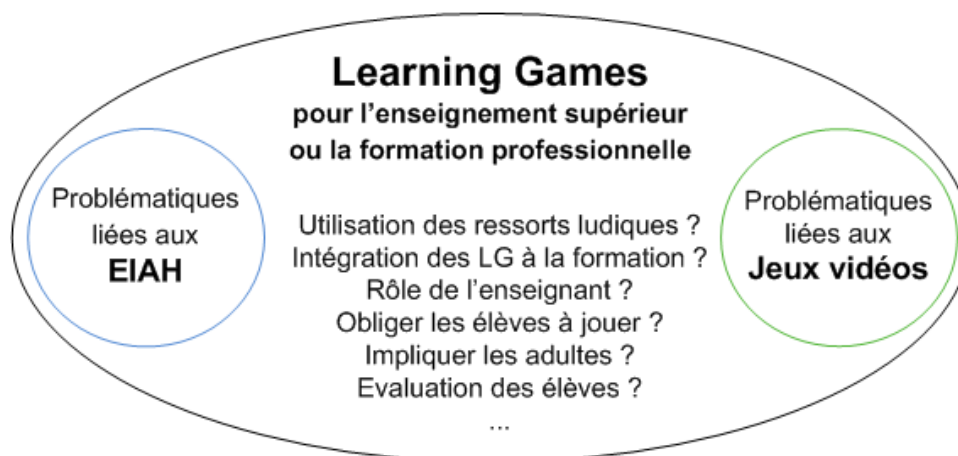 Learning Games
pour l'enseignement supérieur
ou la formation professionnelle
Problématiques
liées aux
EIAH
Utilisation des ressorts ludiques ?
Intégration des LG à la formation ?
Rôle de l'enseignant ?
Obliger les élèves à jouer ?
Impliquer les adultes ?
Evaluation des élèves ?
...
Problématiques
liées aux
Jeux vidéos